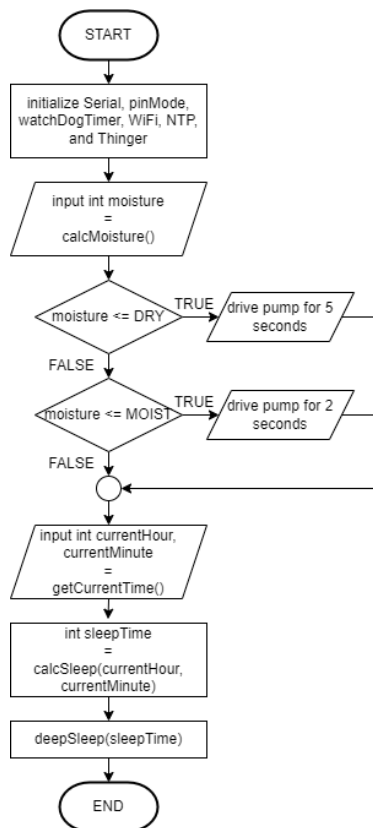 START
initialize Serial, pinMode,
watchDogTimer, WiFi, NTP,
and Thinger
input int moisture
=
calcMoisture()
moisture <= DRY
TRUE
drive pump for 5
seconds
FALSE
moisture <= MOIST
TRUE
drive pump for 2
seconds
FALSE
input int currentHour,
currentMinute
=
getCurrentTime()
int sleepTime
=
calcSleep(currentHour,
currentMinute)
deepSleep(sleepTime)
END